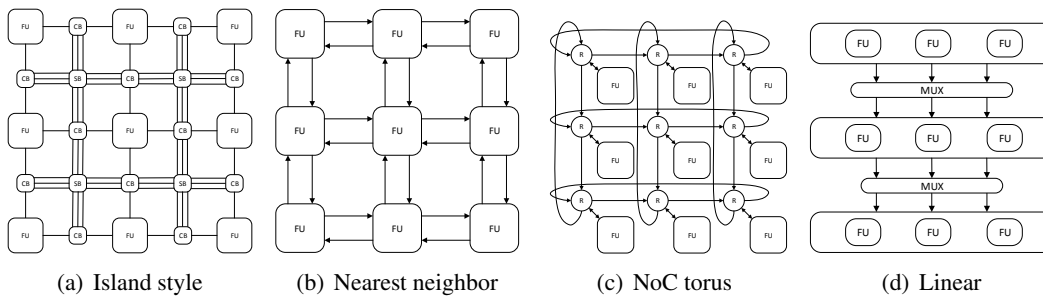 FU CB FU CB FU
CB SB CB SB CB
FU CB FU CB FU
CB SB CB SB CB
FU CB FU CB FU
(a) Island style
FU FU FU
FU FU FU
FU FU FU
(b) Nearest neighbor
R R R
FU FU FU
R R R
FU FU FU
R R R
FU FU FU
(c) NoC torus
FU FU FU
MUX
FU FU FU
MUX
FU FU FU
(d) Linear